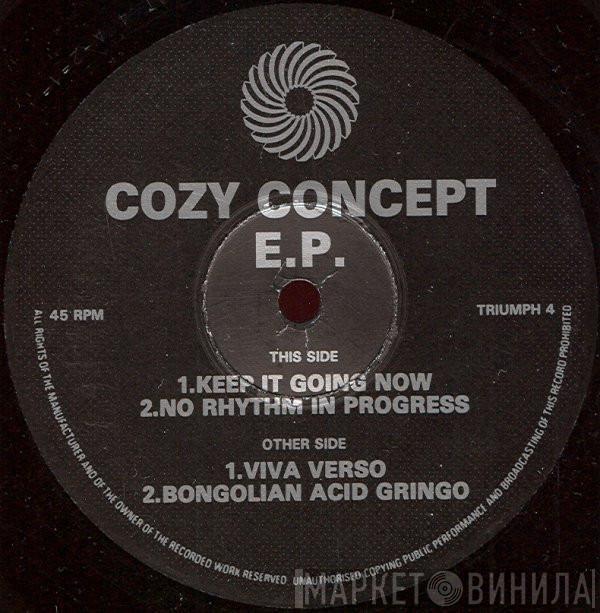 COZY CONCEPT
E.P.
45 RPM
TRIUMPH 4
THIS SIDE
1.KEEP IT GOING NOW
2.NO RHYTHM IN PROGRESS
OTHER SIDE
1.VIVA VERSO
2.BONGOLIAN ACID GRINGO
ALL RIGHTS OF THE MANUFACTURER AND OF THE OWNER OF THE RECORDED WORK RESERVED UNAUTHORISED COPYING PUBLIC PERFORMANCE AND BROADCASTING OF THIS RECORD PROHIBITED
МАРКЕТ ВИНИЛА